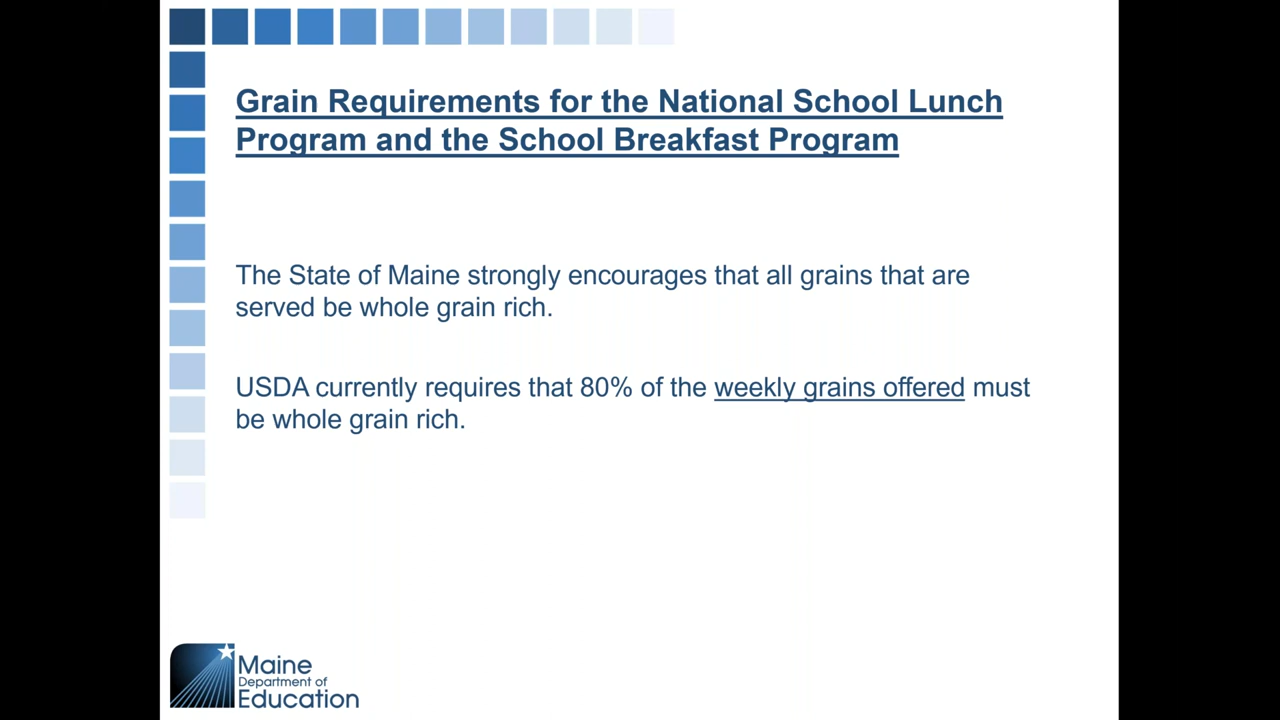 Grain Requirements for the National School Lunch
Program and the School Breakfast Program
The State of Maine strongly encourages that all grains that are
served be whole grain rich.
USDA currently requires that 80% of the weekly grains offered must
be whole grain rich.
Maine
Department of
Education